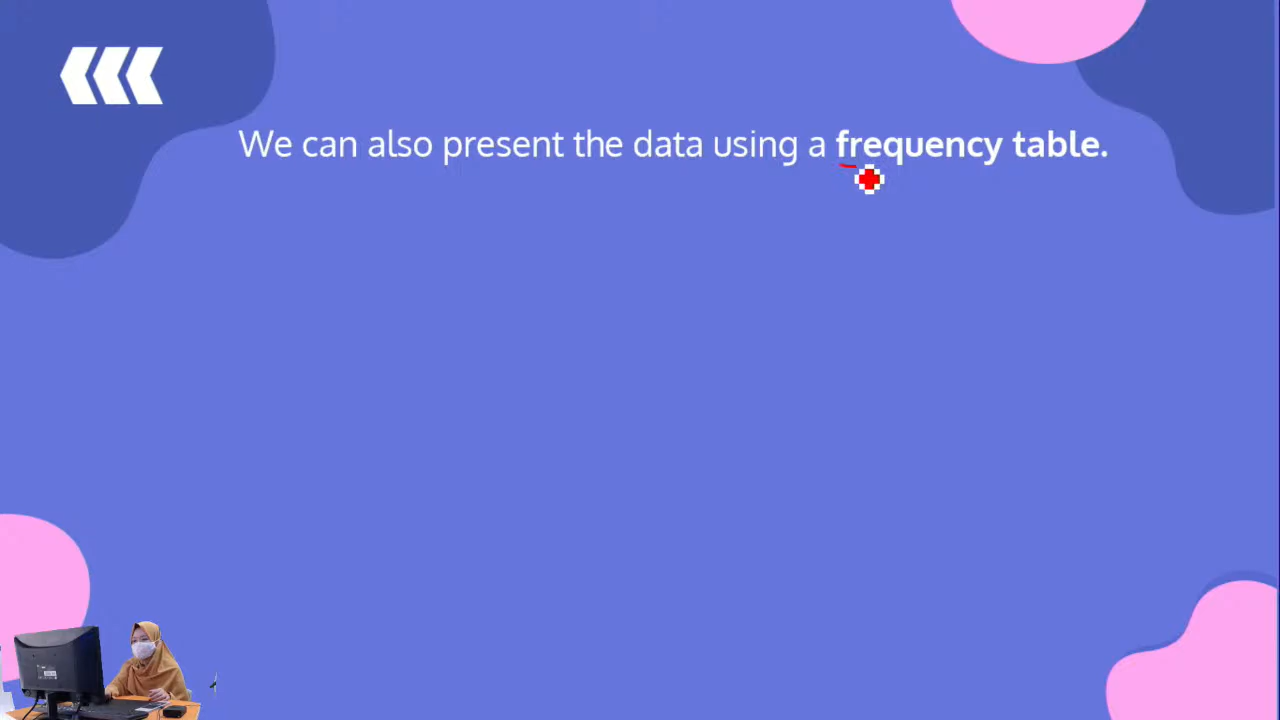 We can also present the data using a frequency table.